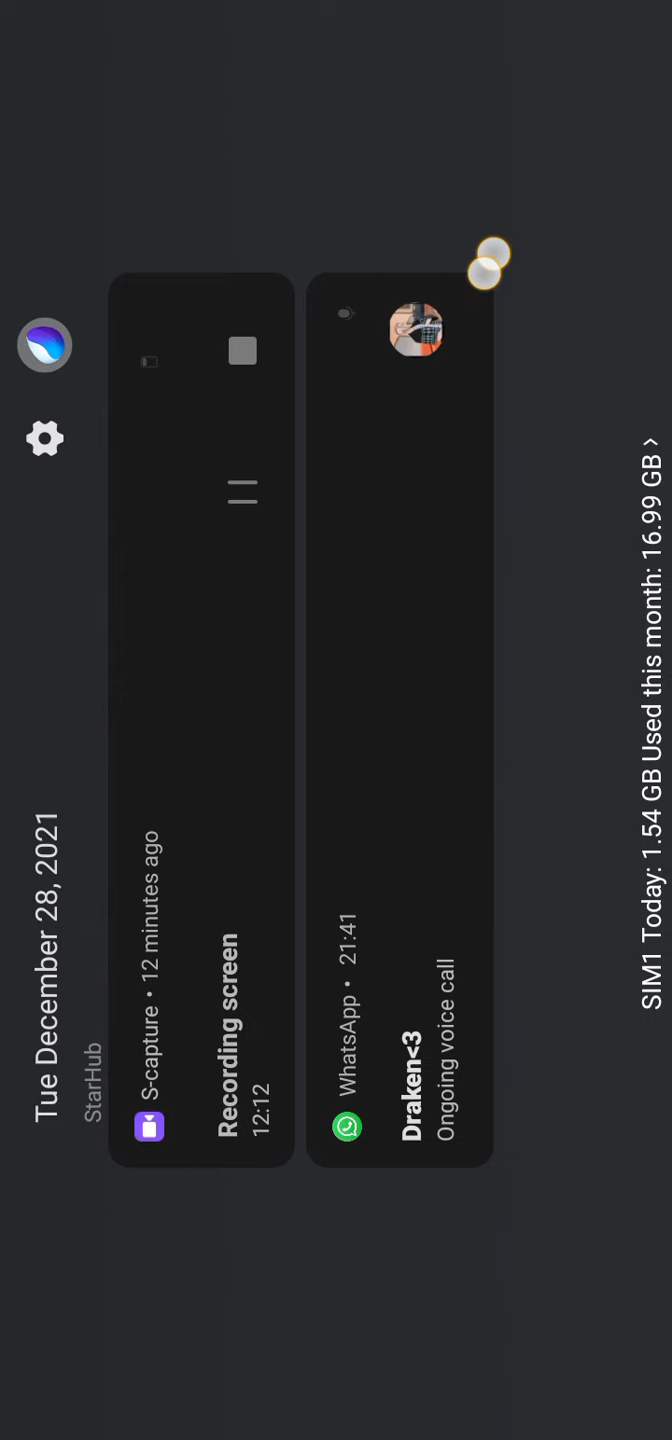 Tue December 28, 2021
StarHub
S-capture • 12 minutes ago
Recording screen
12:12
WhatsApp • 21:41
Draken<3
Ongoing voice call
SIM1 Today: 1.54 GB Used this month: 16.99 GB >